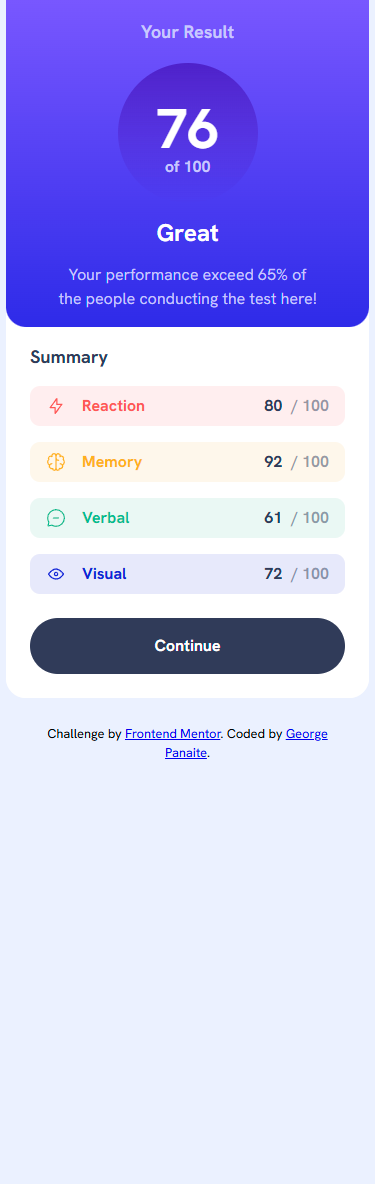 Your Result
76
of 100
Great
Your performance exceed 65% of
the people conducting the test here!
Summary
Reaction 80 / 100
Memory 92 / 100
Verbal 61 / 100
Visual 72 / 100
Continue
Challenge by Frontend Mentor. Coded by George
Panaite.